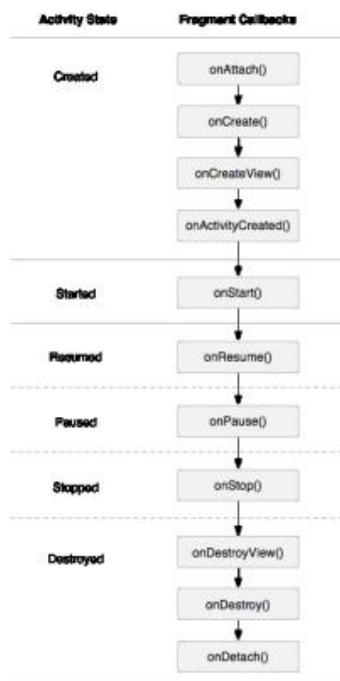 Activity State Fragment Callbacks
Created
onAttach()
onCreate()
onCreateView()
onActivityCreated()
Started onStart()
Resumed onResume()
Paused onPause()
Stopped onStop()
Destroyed onDestroyView()
onDestroy()
onDetach()